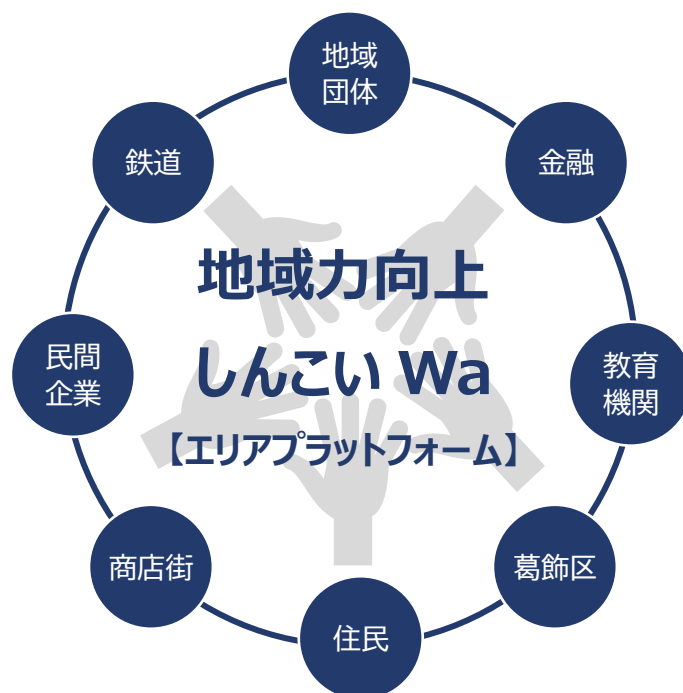 地域
団体
鉄道
金融
地域力向上
しんこい Wa
【エリアプラットフォーム】
民間
企業
教育
機関
商店街
葛飾区
住民